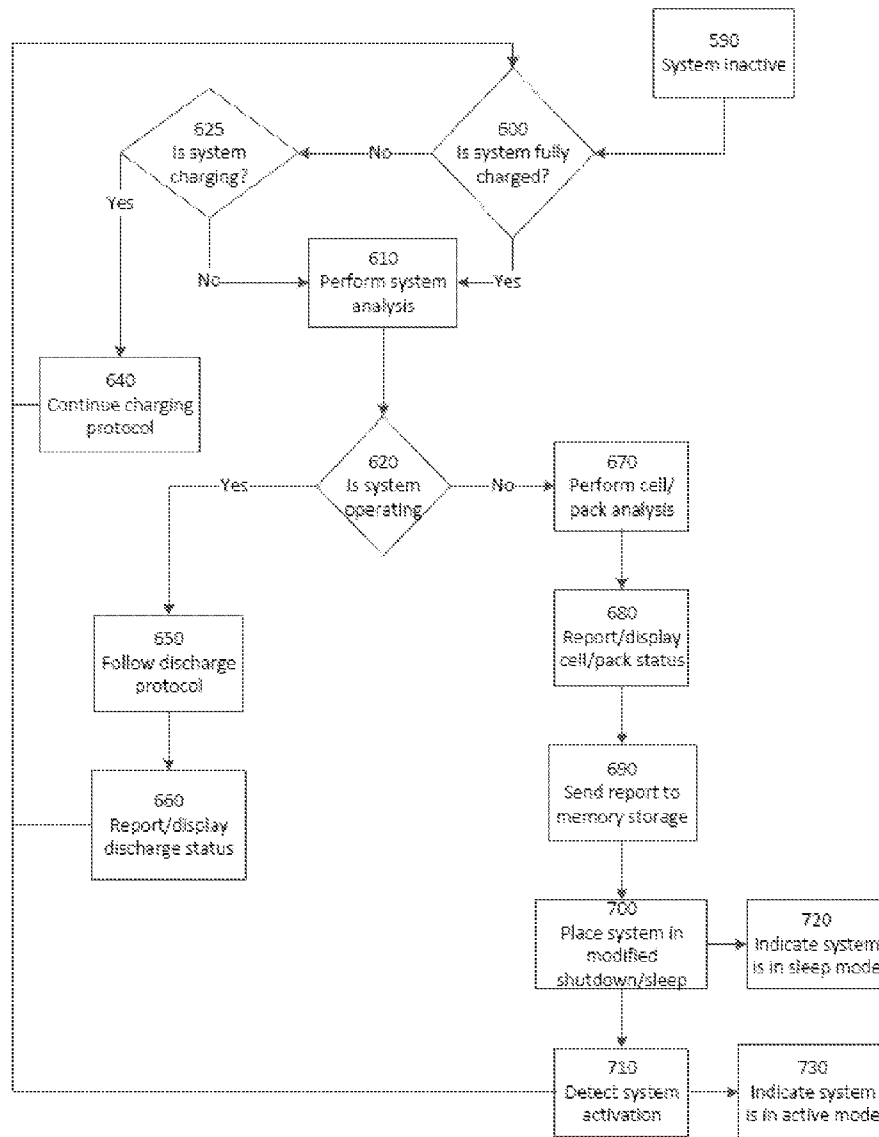 590
System inactive
625
Is system
charging?
No
600
Is system fully
charged?
Yes
610
Perform system
analysis
No
Yes
640
Continue charging
protocol
620
Is system
operating
Yes
No
670
Perform cell/
pack analysis
650
Follow discharge
protocol
680
Report/display
cell/pack status
660
Report/display
discharge status
690
Send report to
memory storage
700
Place system in
modified
shutdown/sleep
720
Indicate system
is in sleep mode
710
Detect system
activation
730
Indicate system
is in active mode